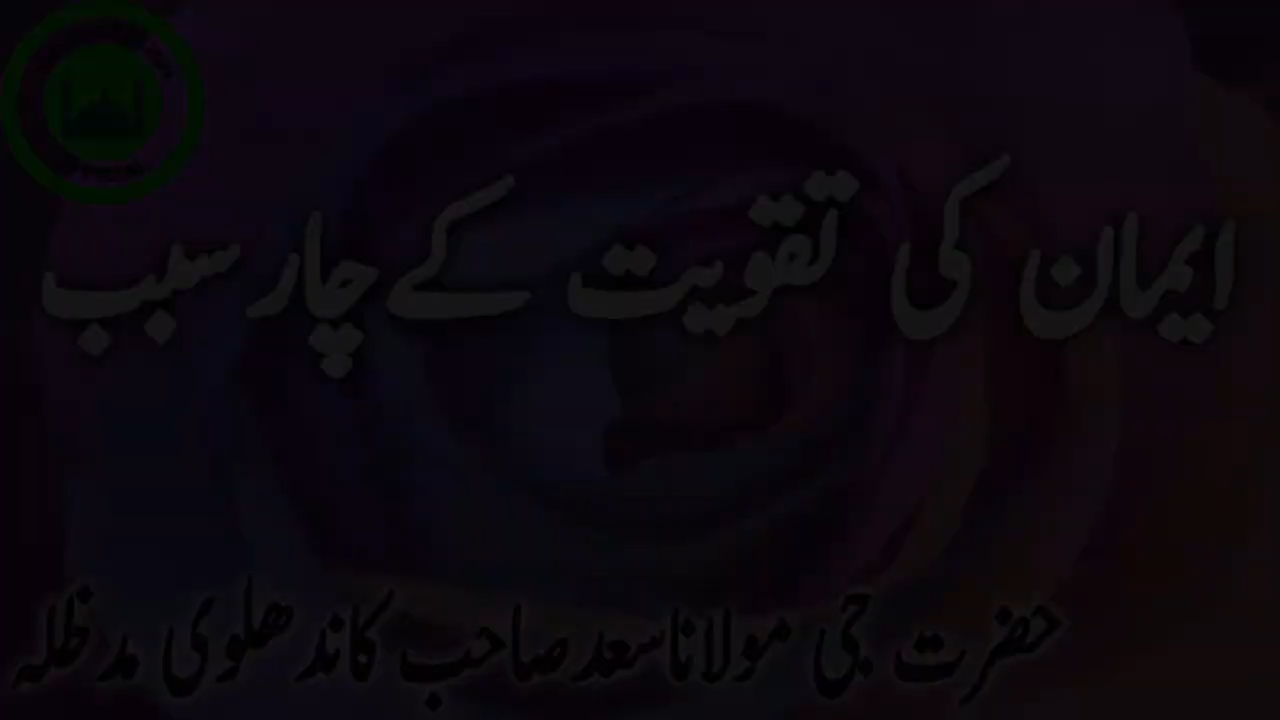 ایمان کی تقویت کے چار سبب
حضرت جی مولانا سعد صاحب کاندھلوی مدظلہ